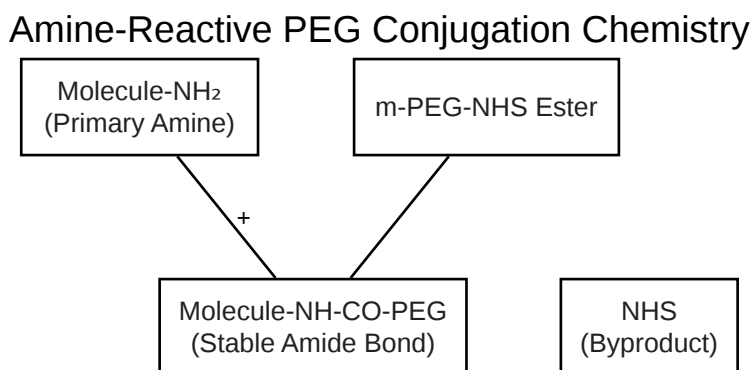 Amine-Reactive PEG Conjugation Chemistry
Molecule-NH₂
(Primary Amine)
m-PEG-NHS Ester
+
Molecule-NH-CO-PEG
(Stable Amide Bond)
NHS
(Byproduct)